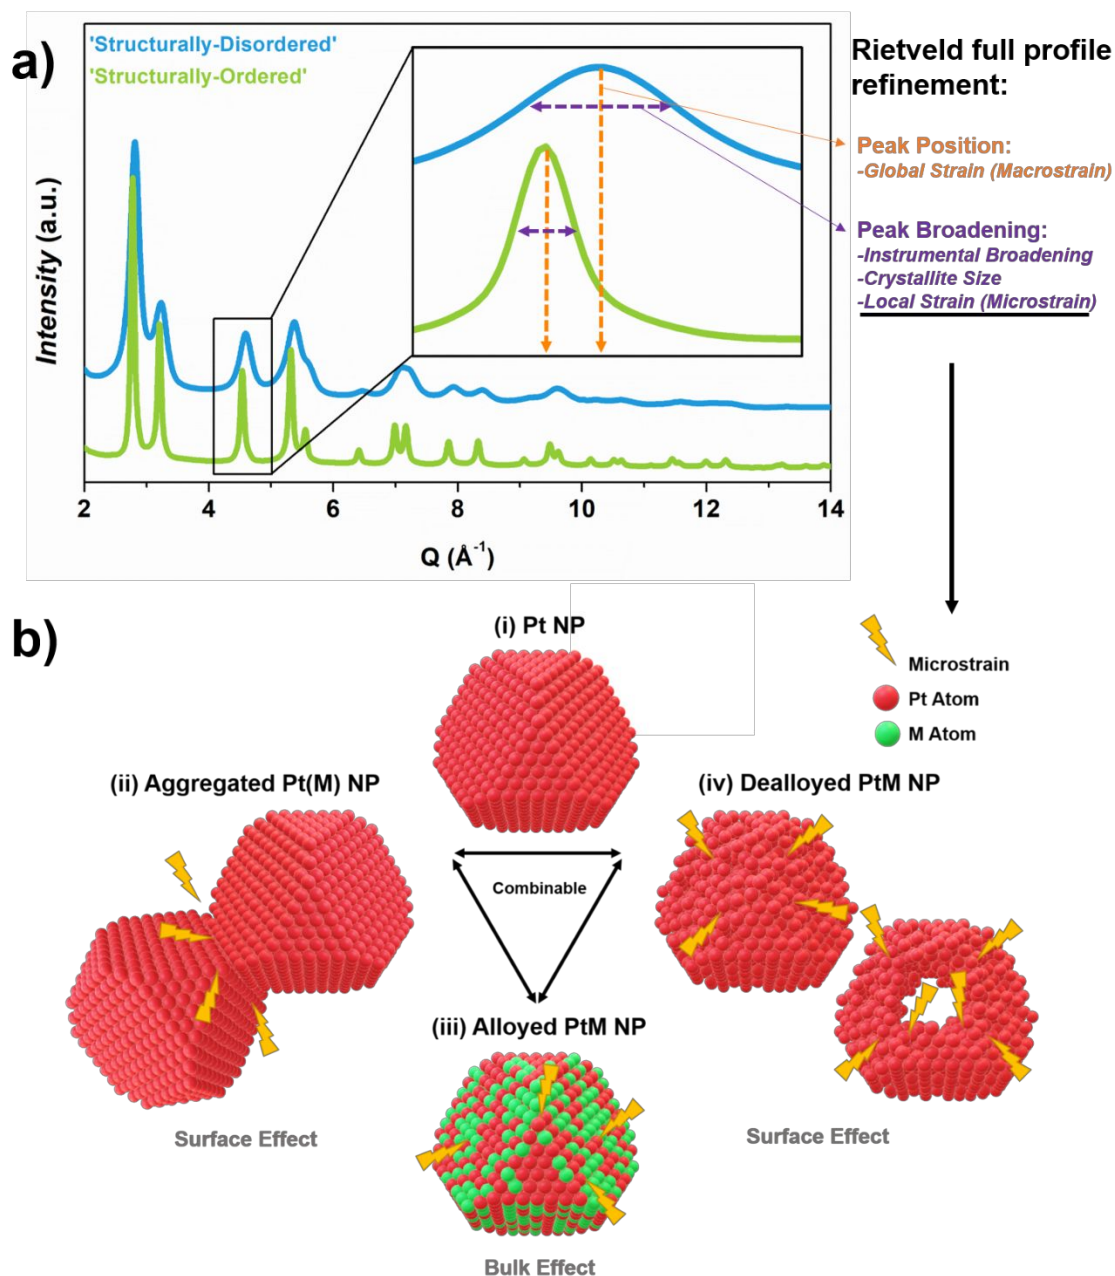 a)
'Structurally-Disordered'
'Structurally-Ordered'
Intensity (a.u.)
2 4 6 8 10 12 14
Q (Å⁻¹)
Rietveld full profile
refinement:
Peak Position:
-Global Strain (Macrostrain)
Peak Broadening:
-Instrumental Broadening
-Crystallite Size
-Local Strain (Microstrain)
b)
(i) Pt NP
Microstrain
Pt Atom
M Atom
(ii) Aggregated Pt(M) NP
(iv) Dealloyed PtM NP
Combinable
(iii) Alloyed PtM NP
Surface Effect
Surface Effect
Bulk Effect